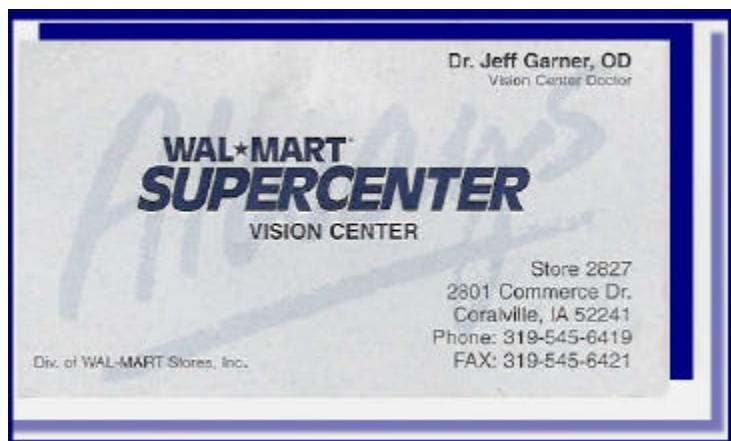 Dr. Jeff Garner, OD
Vision Center Doctor
Always
WAL★MART
SUPERCENTER
VISION CENTER
Store 2827
2801 Commerce Dr.
Coralville, IA 52241
Phone: 319-545-6419
FAX: 319-545-6421
Div. of WAL-MART Stores, Inc.